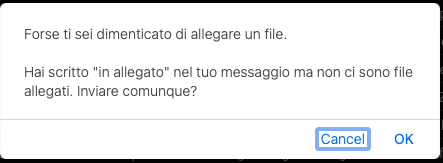 Forse ti sei dimenticato di allegare un file.
Hai scritto "in allegato" nel tuo messaggio ma non ci sono file
allegati. Inviare comunque?
Cancel OK